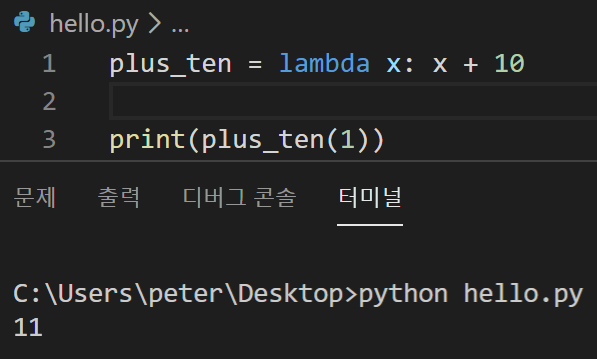 hello.py > ...
1 plus_ten = lambda x: x + 10
2
3 print(plus_ten(1))
문제 출력 디버그 콘솔 터미널
C:\Users\peter\Desktop>python hello.py
11